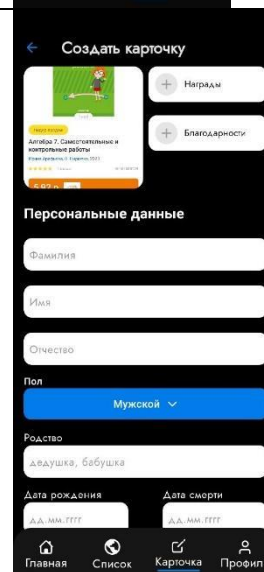 Создать карточку
Награды
Алгебра 7. Самостоятельные и
контрольные работы
Благодарности
Персональные данные
Фамилия
Имя
Отчество
Пол
Мужской
Родство
дедушка, бабушка
Дата рождения Дата смерти
дд.мм.гггг дд.мм.гггг
Главная Список Карточка Профил